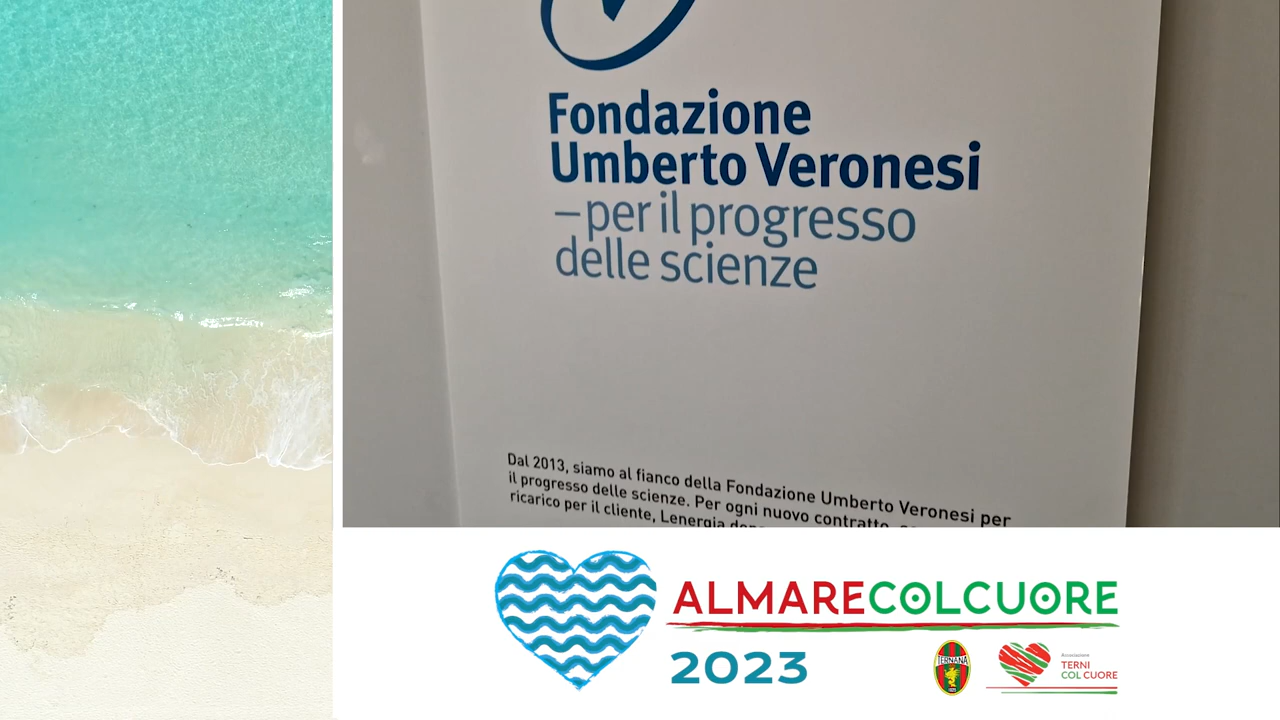 Fondazione
Umberto Veronesi
–per il progresso
delle scienze
Dal 2013, siamo al fianco della Fondazione Umberto Veronesi per
il progresso delle scienze. Per ogni nuovo contratto,
ricarico per il cliente, Lenergia
ALMARECOLCUORE
2023
TERNANA
Associazione
TERNI
COL CUORE